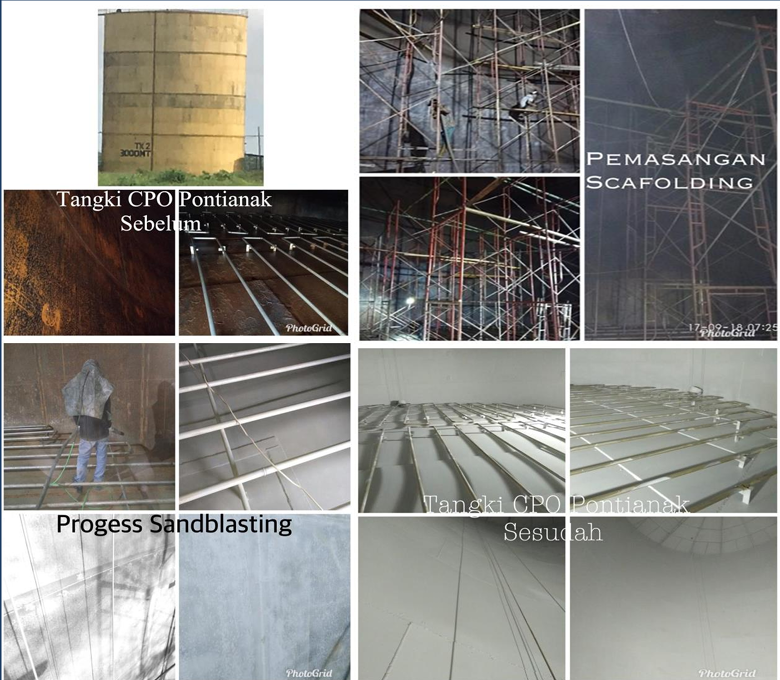 TK 2
3000MT
Tangki CPO Pontianak
Sebelum
PhotoGrid
PEMASANGAN
SCAFOLDING
17-09-18 07:25
PhotoGrid
Progess Sandblasting
PhotoGrid
Tangki CPO Pontianak
Sesudah
PhotoGrid